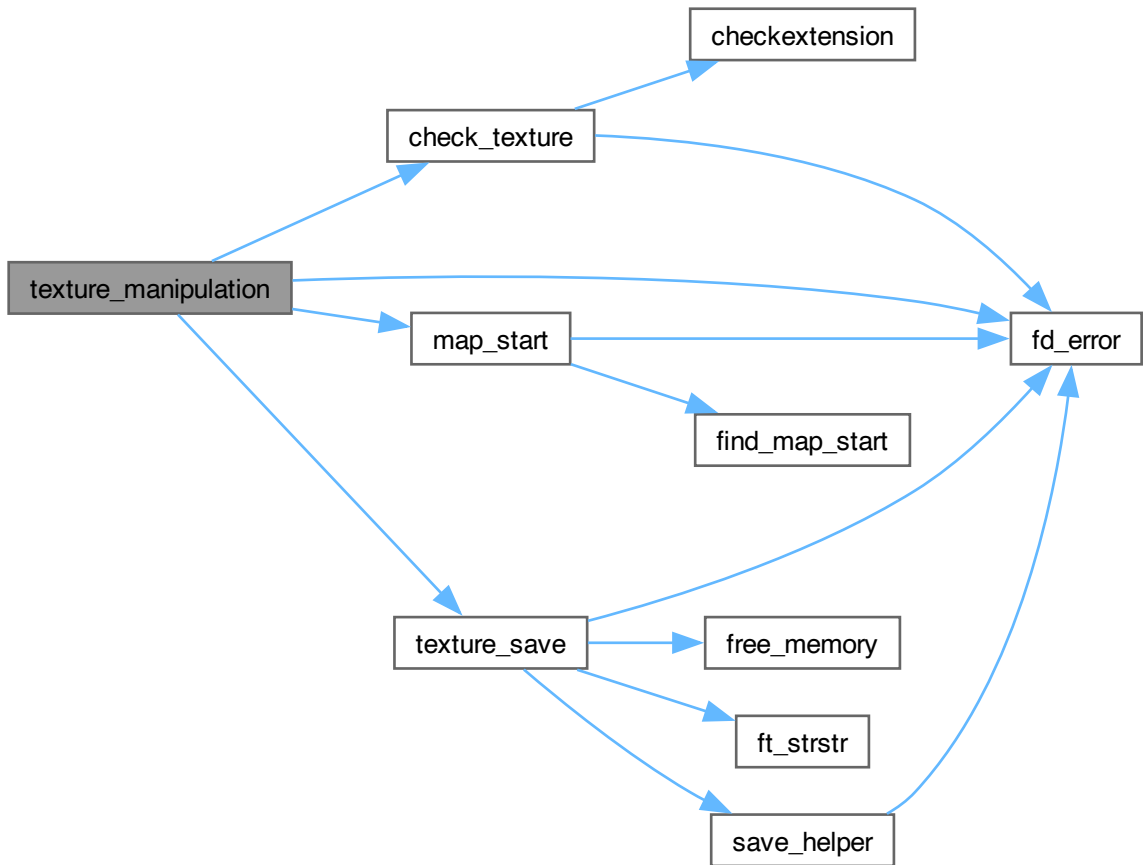 checkextension
check_texture
texture_manipulation
map_start
fd_error
find_map_start
texture_save
free_memory
ft_strstr
save_helper